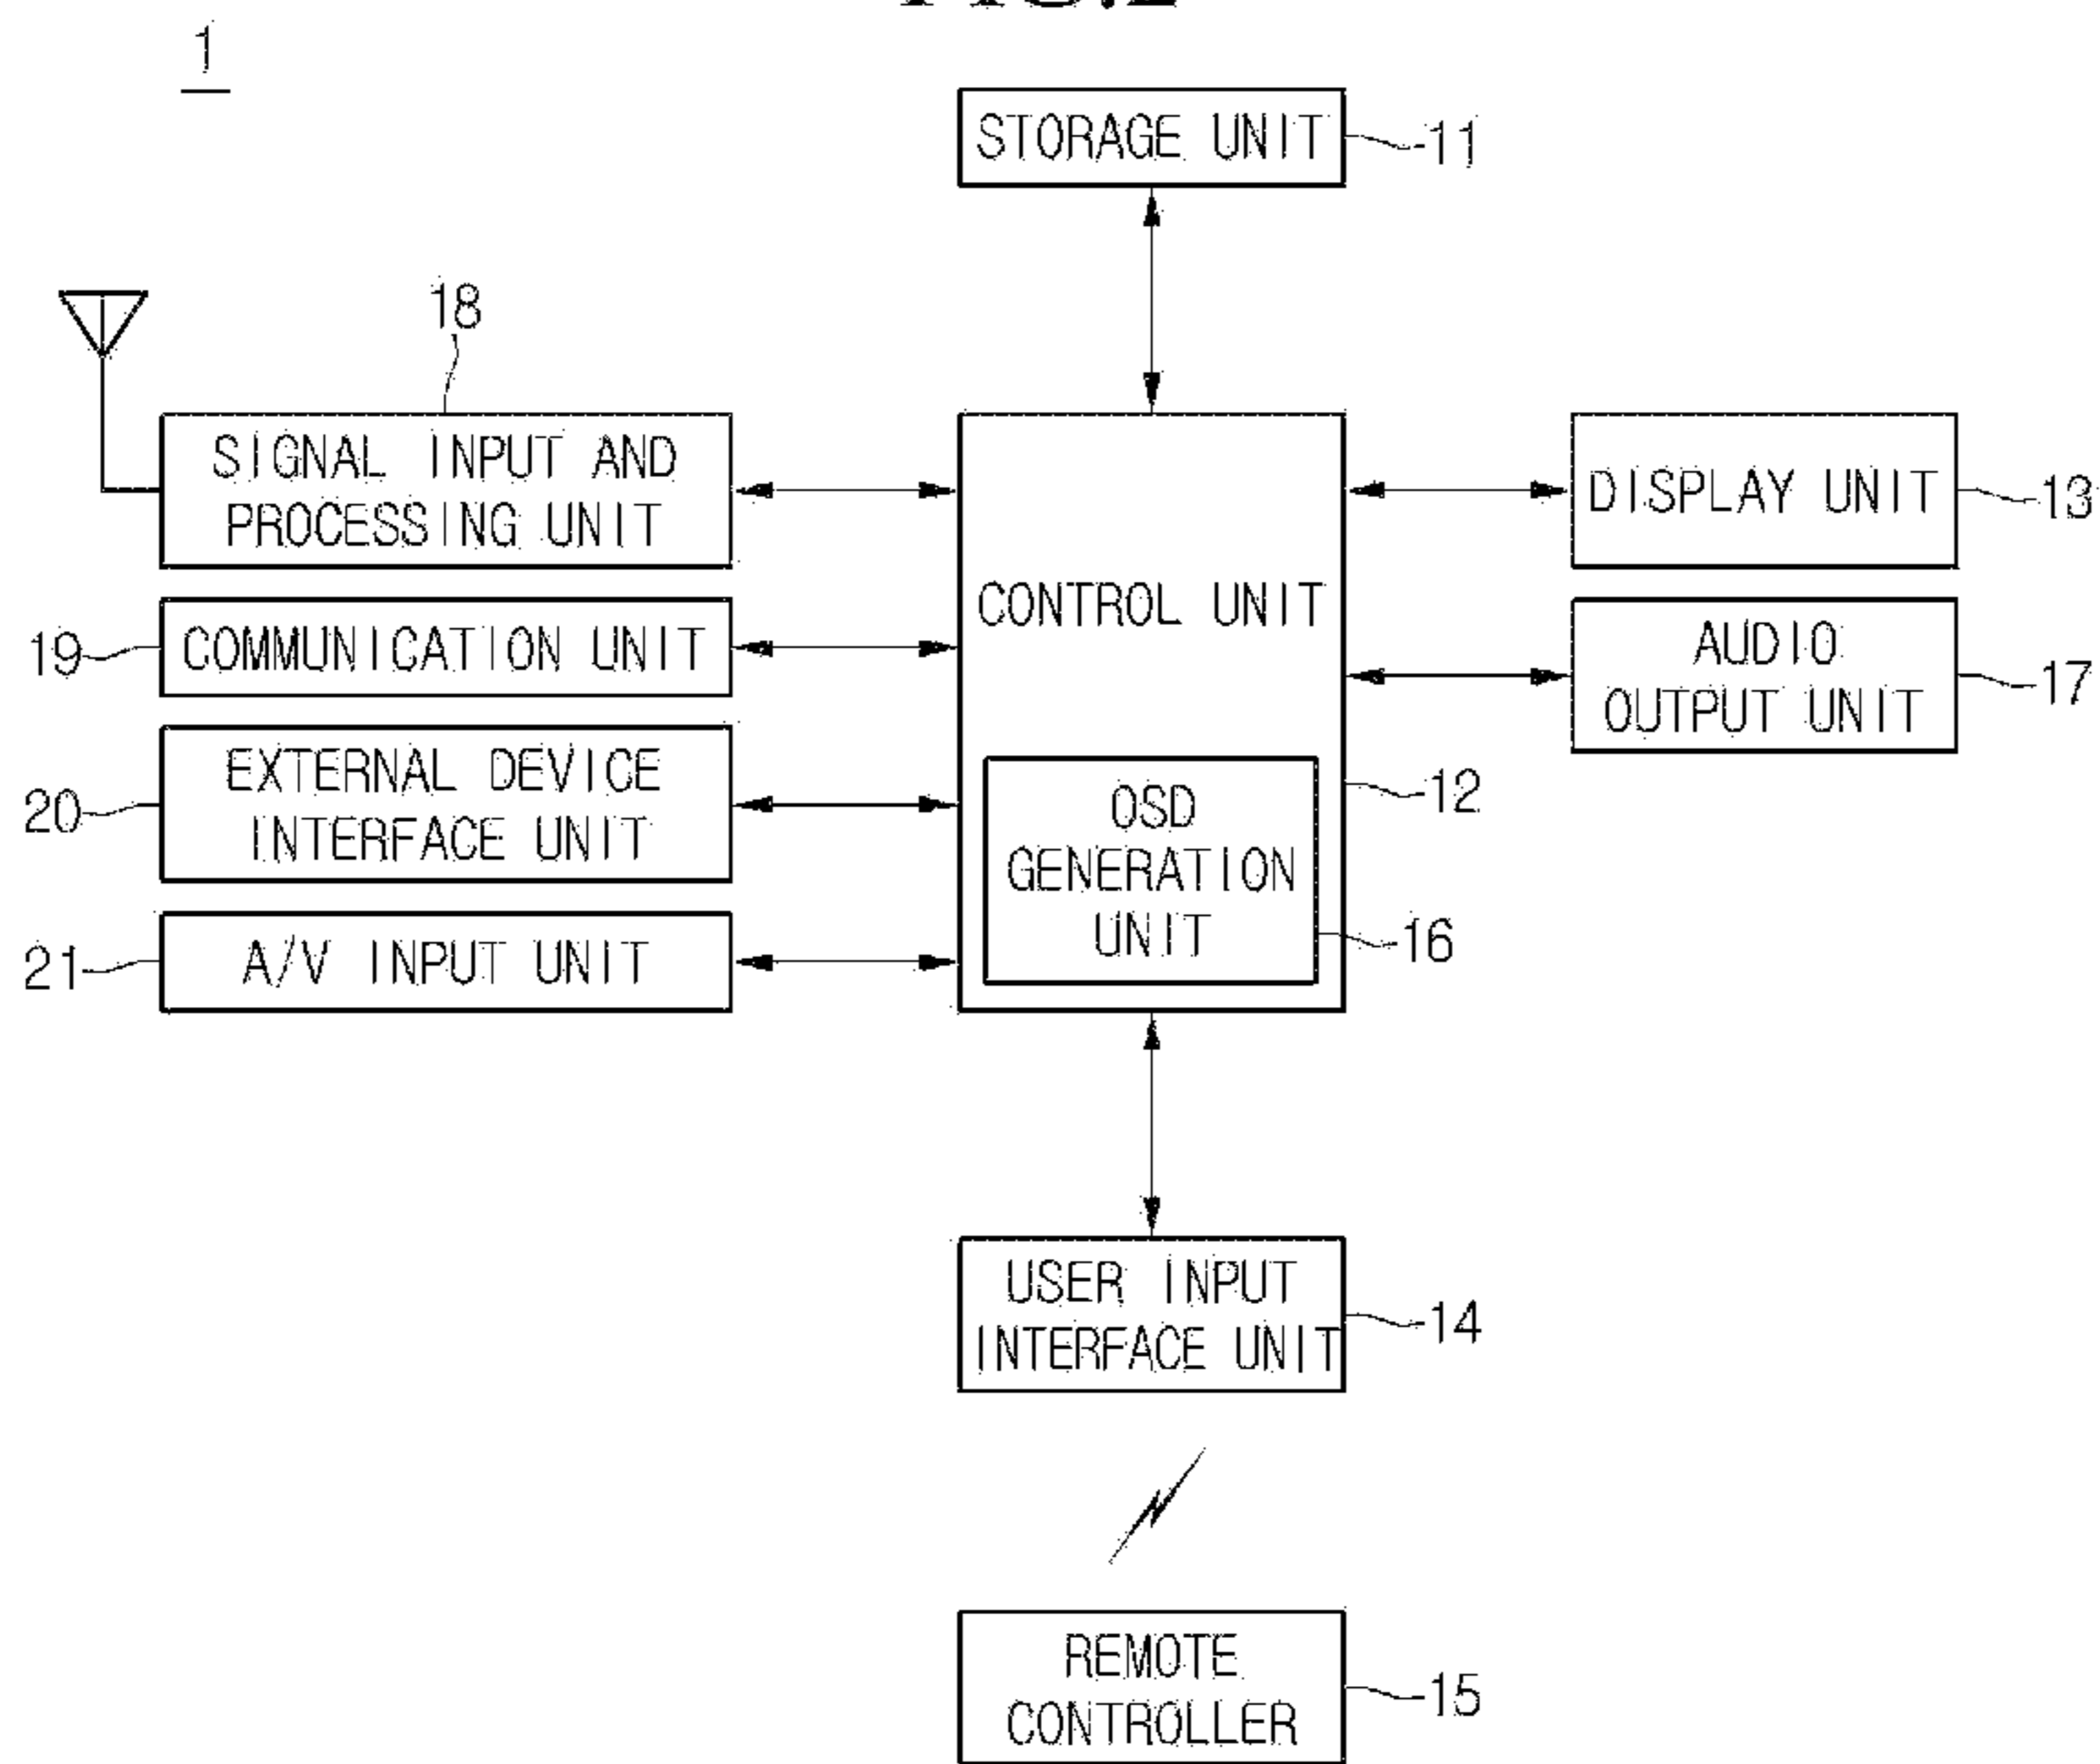 1
STORAGE UNIT
11
18
SIGNAL INPUT AND
PROCESSING UNIT
CONTROL UNIT
DISPLAY UNIT
13
19
COMMUNICATION UNIT
AUDIO
OUTPUT UNIT
17
20
EXTERNAL DEVICE
INTERFACE UNIT
12
OSD
GENERATION
UNIT
16
21
A/V INPUT UNIT
USER INPUT
INTERFACE UNIT
14
REMOTE
CONTROLLER
15